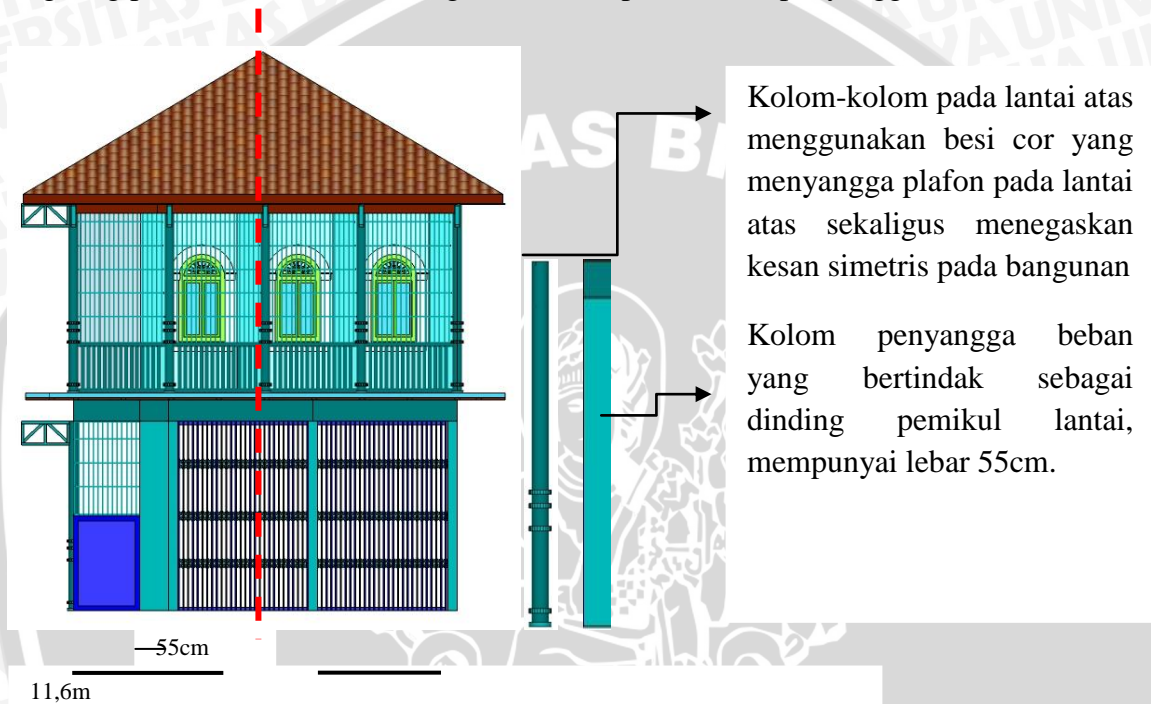 Kolom-kolom pada lantai atas
menggunakan besi cor yang
menyangga plafon pada lantai
atas sekaligus menegaskan
kesan simetris pada bangunan
Kolom penyangga beban
yang bertindak sebagai
dinding pemikul lantai,
mempunyai lebar 55cm.
55cm
11,6m